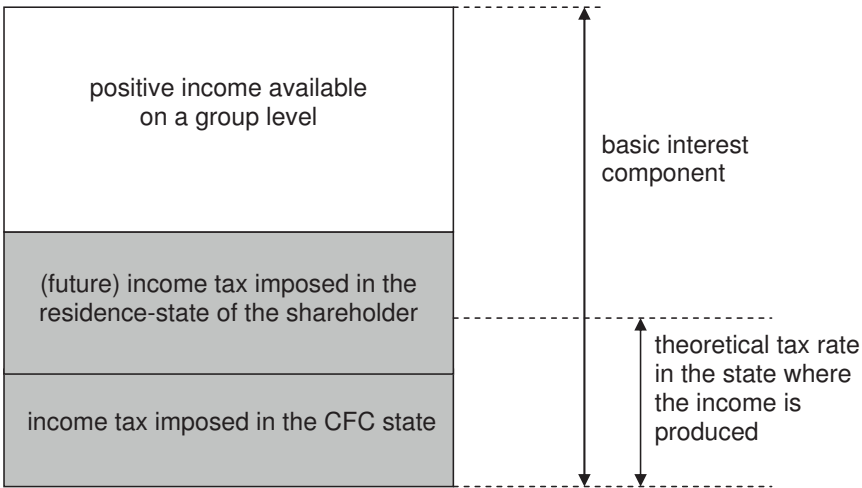 positive income available
on a group level
basic interest
component
(future) income tax imposed in the
residence-state of the shareholder
theoretical tax rate
in the state where
the income is
produced
income tax imposed in the CFC state